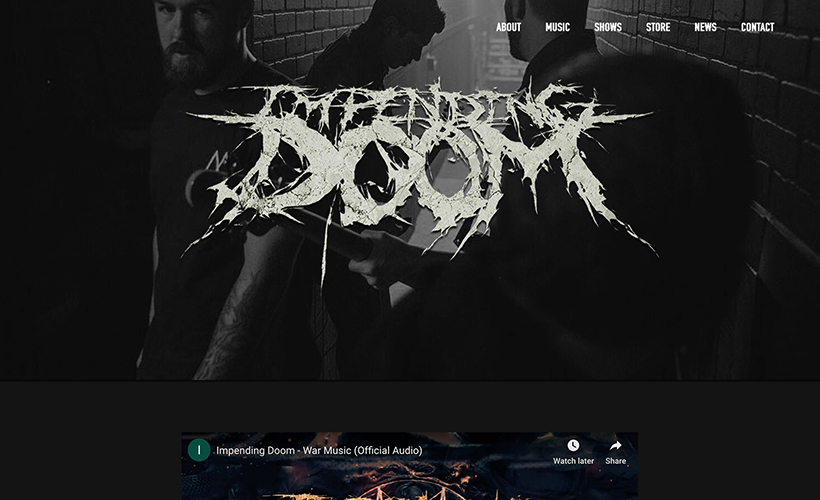 ABOUT MUSIC SHOWS STORE NEWS CONTACT
IMPENDING
DOOM
I Impending Doom - War Music (Official Audio)
Watch later Share